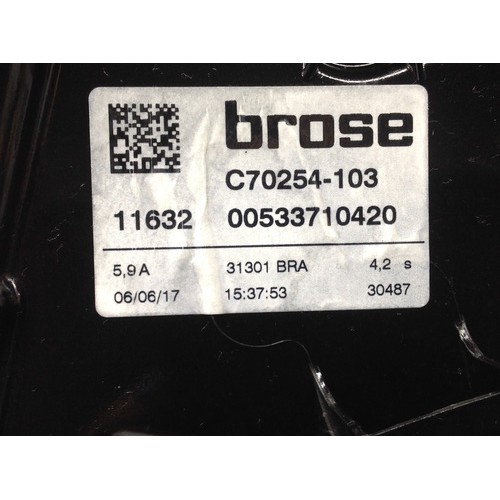 brose
C70254-103
11632 00533710420
5,9 A 31301 BRA 4,2 s
06/06/17 15:37:53 30487